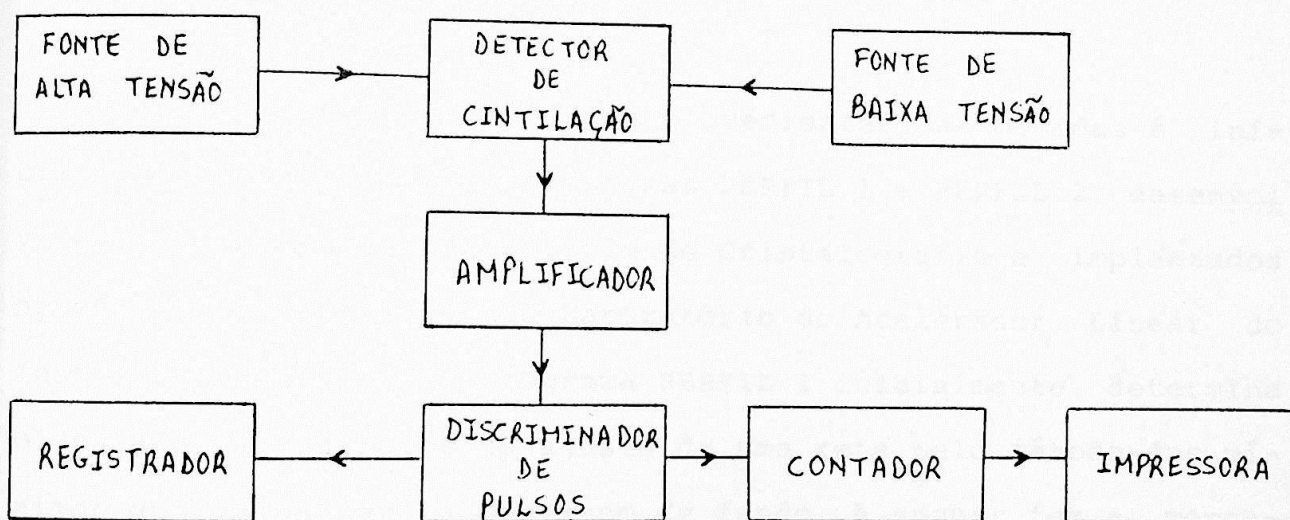 FONTE DE
ALTA TENSÃO
DETECTOR
DE
CINTILAÇÃO
FONTE DE
BAIXA TENSÃO
AMPLIFICADOR
REGISTRADOR
DISCRIMINADOR
DE
PULSOS
CONTADOR
IMPRESSORA